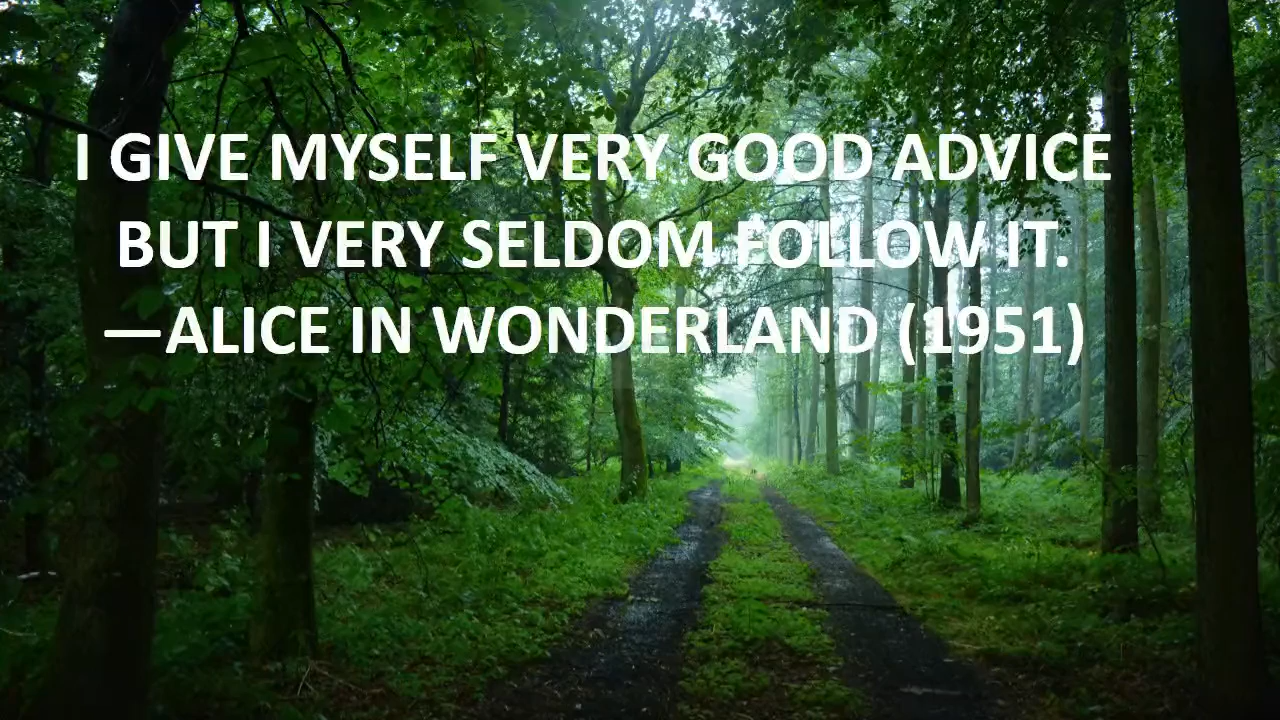 I GIVE MYSELF VERY GOOD ADVICE
BUT I VERY SELDOM FOLLOW IT.
—ALICE IN WONDERLAND (1951)